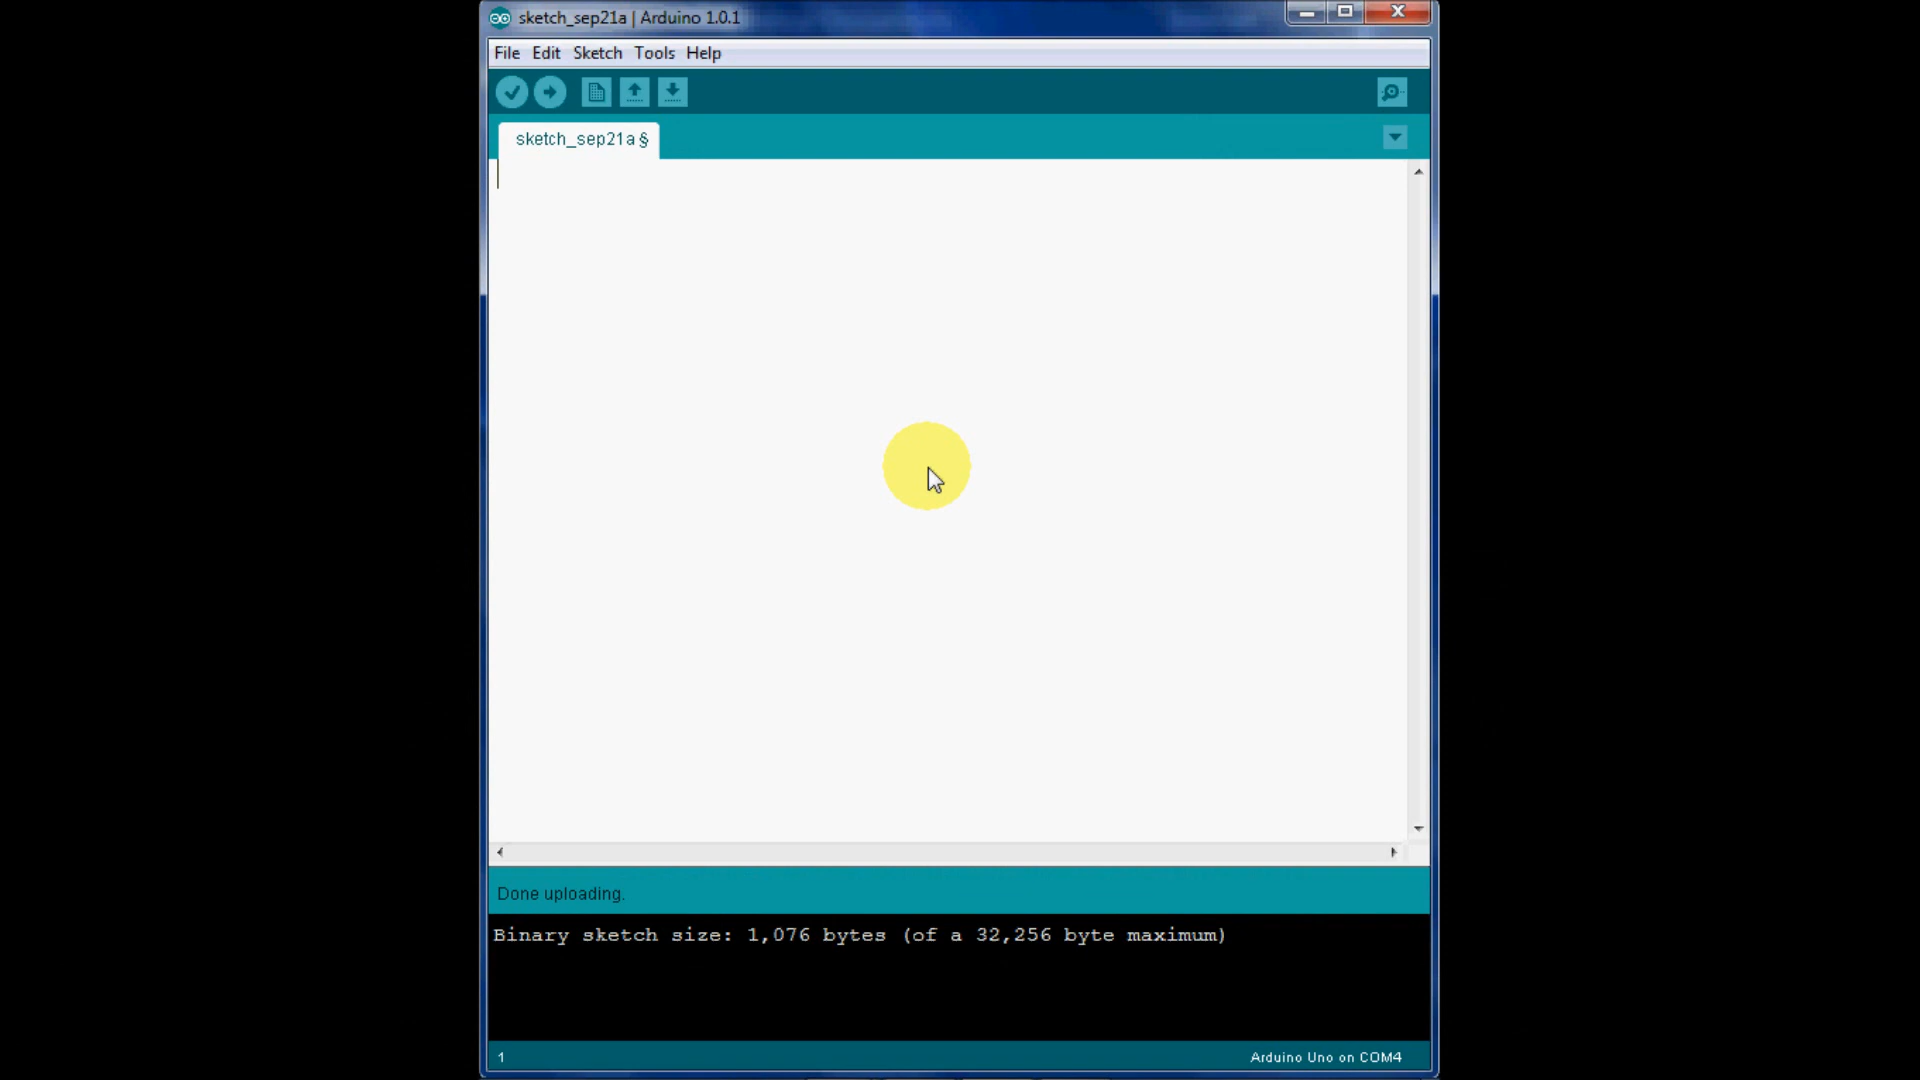 sketch_sep21a | Arduino 1.0.1
File Edit Sketch Tools Help
sketch_sep21a §
Done uploading.
Binary sketch size: 1,076 bytes (of a 32,256 byte maximum)
1
Arduino Uno on COM4